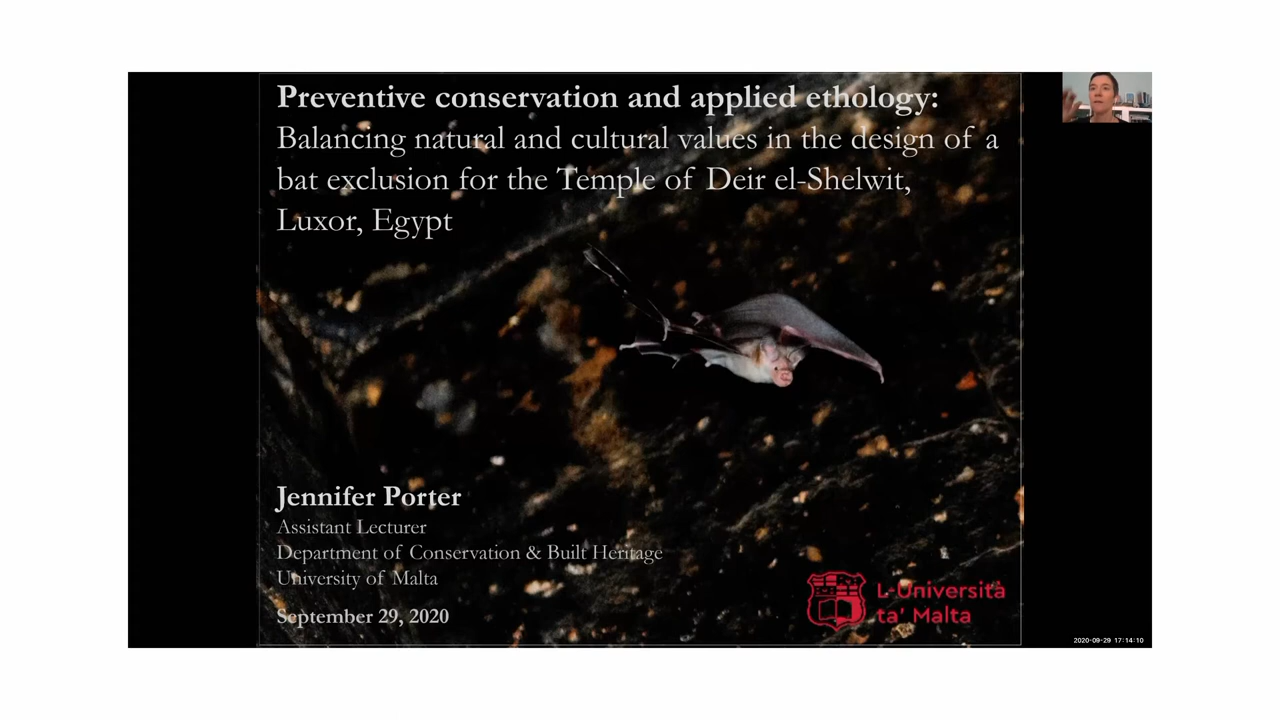 Preventive conservation and applied ethology:
Balancing natural and cultural values in the design of a
bat exclusion for the Temple of Deir el-Shelwit,
Luxor, Egypt
Jennifer Porter
Assistant Lecturer
Department of Conservation & Built Heritage
University of Malta
September 29, 2020
L-Università
ta' Malta
2020-09-29 17:14:10